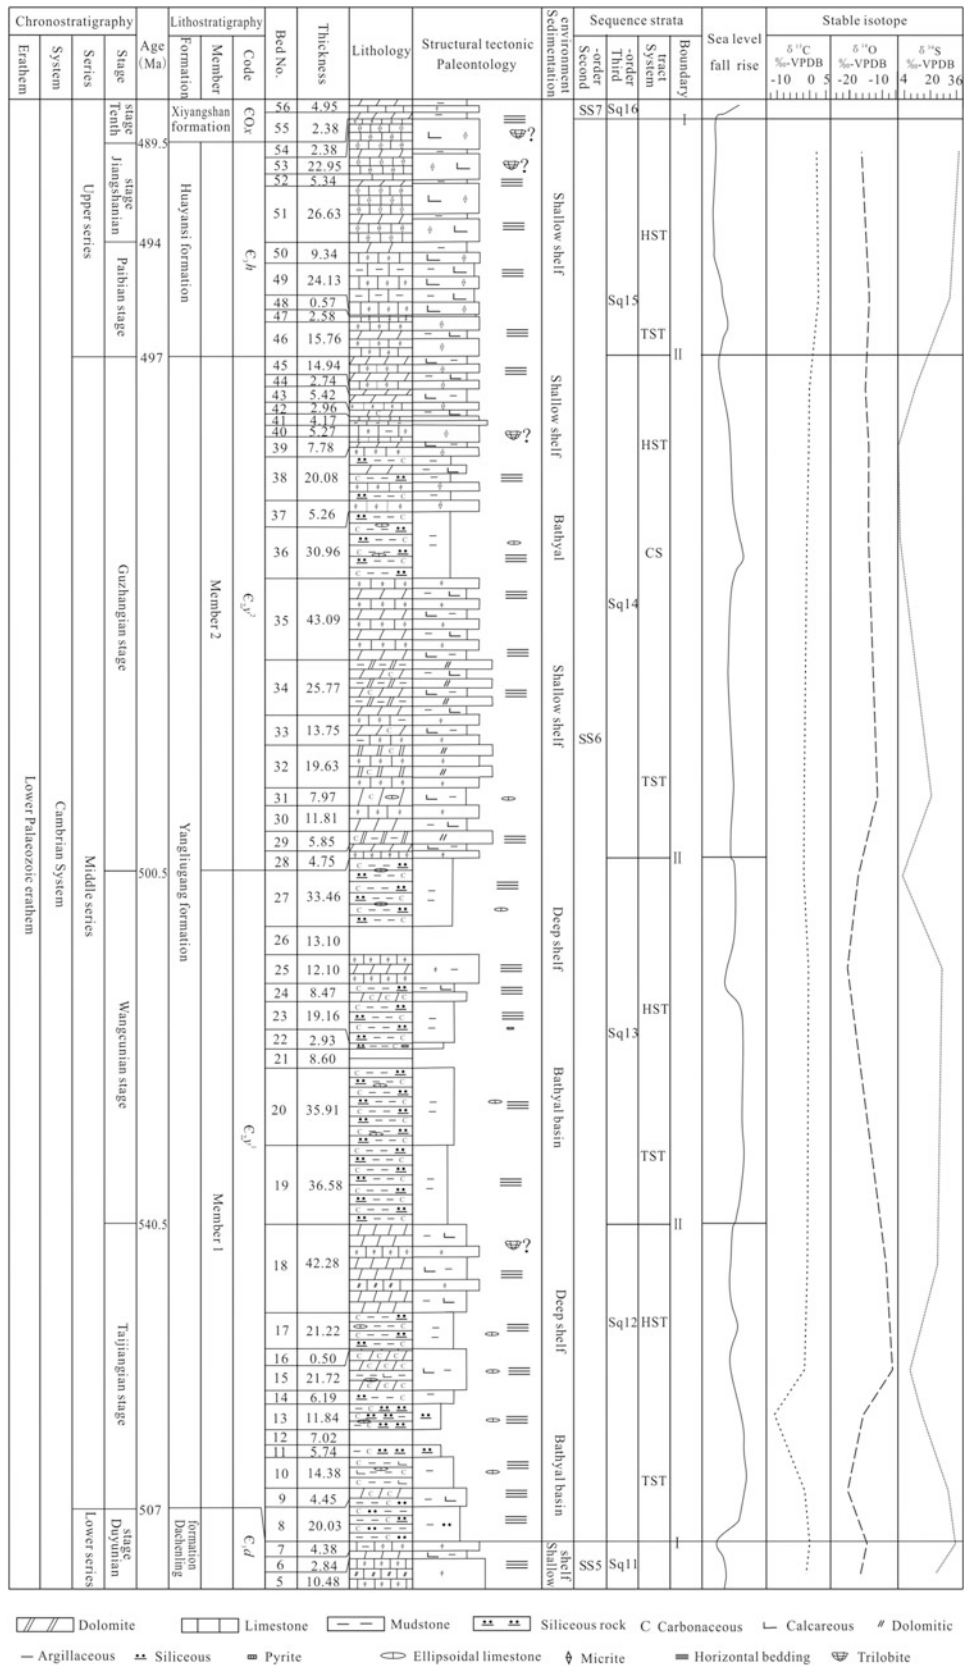 Chronostratigraphy
Lithostratigraphy
Sequence strata
Stable isotope
Erathem
System
Series
Stage
Age (Ma)
Formation
Member
Code
Bed No.
Thickness
Lithology
Structural tectonic
Paleontology
environment
Sedimentation
-order
Second
-order
Third
tract
System
Boundary
Sea level
fall rise
δ ¹³C
‰-VPDB
-10 0 5
δ ¹⁸O
‰-VPDB
-20 -10
δ ³⁴S
‰-VPDB
4 20 36
Lower Palaeozoic erathem
Cambrian System
Upper series
Middle series
Lower series
stage
Tenth
stage
Jiangshanian
Paibian stage
Guzhangian stage
Wangcunian stage
Taijiangian stage
stage
Duyunian
489.5
494
497
500.5
540.5
507
Xiyangshan
formation
Huayansi formation
Yangliugang formation
formation
Dachenling
Member 2
Member 1
ЄOx
Є₃h
Є₂y²
Є₂y¹
Є₁d
56 4.95
55 2.38
54 2.38
53 22.95
52 5.34
51 26.63
50 9.34
49 24.13
48 0.57
47 2.58
46 15.76
45 14.94
44 2.74
43 5.42
42 2.96
41 4.17
40 5.27
39 7.78
38 20.08
37 5.26
36 30.96
35 43.09
34 25.77
33 13.75
32 19.63
31 7.97
30 11.81
29 5.85
28 4.75
27 33.46
26 13.10
25 12.10
24 8.47
23 19.16
22 2.93
21 8.60
20 35.91
19 36.58
18 42.28
17 21.22
16 0.50
15 21.72
14 6.19
13 11.84
12 7.02
11 5.74
10 14.38
9 4.45
8 20.03
7 4.38
6 2.84
5 10.48
?
?
?
?
Shallow shelf
Shallow shelf
Bathyal
Shallow shelf
Deep shelf
Bathyal basin
Deep shelf
Bathyal basin
shelf
Shallow
SS7
SS6
SS5
Sq16
Sq15
Sq14
Sq13
Sq12
Sq11
HST
TST
HST
CS
TST
HST
TST
HST
TST
I
II
II
II
I
Dolomite Limestone Mudstone Siliceous rock C Carbonaceous Calcareous Dolomitic
Argillaceous Siliceous Pyrite Ellipsoidal limestone Micrite Horizontal bedding Trilobite